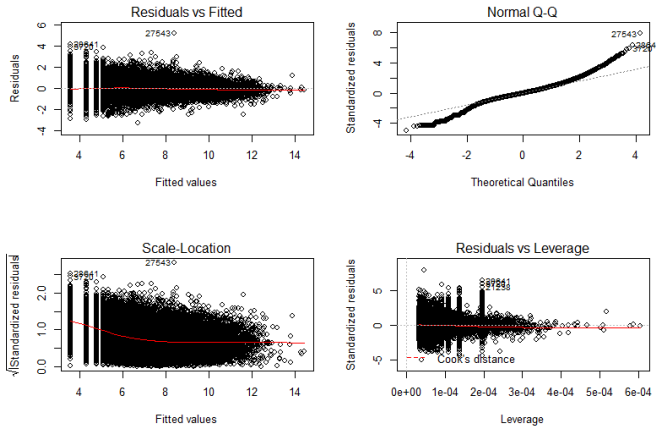 Residuals vs Fitted
Residuals
-4 -2 0 2 4 6
27543
4 6 8 10 12 14
Fitted values
Normal Q-Q
Standardized residuals
-4 0 4 8
27543
-4 -2 0 2 4
Theoretical Quantiles
Scale-Location
√|Standardized residuals|
0.0 1.0 2.0
27543
4 6 8 10 12 14
Fitted values
Residuals vs Leverage
Standardized residuals
-5 0 5
Cook's distance
0e+00 1e-04 2e-04 3e-04 4e-04 5e-04 6e-04
Leverage